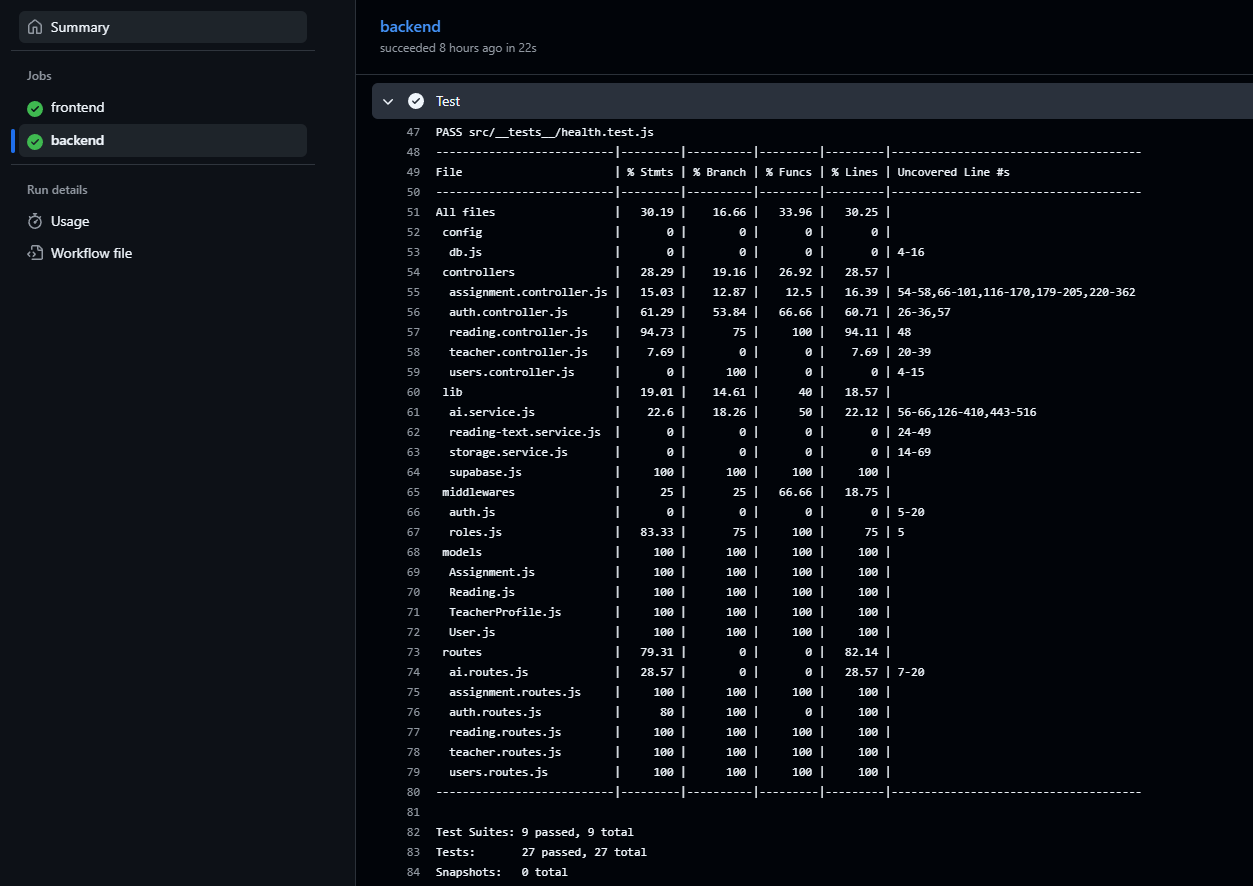 Summary
Jobs
frontend
backend
Run details
Usage
Workflow file
backend
succeeded 8 hours ago in 22s
Test
47 PASS src/__tests__/health.test.js
48 ---------------------------|---------|----------|---------|---------|--------------------------------------
49 File                       | % Stmts | % Branch | % Funcs | % Lines | Uncovered Line #s
50 ---------------------------|---------|----------|---------|---------|--------------------------------------
51 All files                  |   30.19 |    16.66 |   33.96 |   30.25 |
52  config                    |       0 |        0 |       0 |       0 |
53   db.js                    |       0 |        0 |       0 |       0 | 4-16
54  controllers               |   28.29 |    19.16 |   26.92 |   28.57 |
55   assignment.controller.js |   15.03 |    12.87 |    12.5 |   16.39 | 54-58,66-101,116-170,179-205,220-362
56   auth.controller.js       |   61.29 |    53.84 |   66.66 |   60.71 | 26-36,57
57   reading.controller.js    |   94.73 |       75 |     100 |   94.11 | 48
58   teacher.controller.js    |    7.69 |        0 |       0 |    7.69 | 20-39
59   users.controller.js      |       0 |      100 |       0 |       0 | 4-15
60  lib                       |   19.01 |    14.61 |      40 |   18.57 |
61   ai.service.js            |    22.6 |    18.26 |      50 |   22.12 | 56-66,126-410,443-516
62   reading-text.service.js  |       0 |        0 |       0 |       0 | 24-49
63   storage.service.js       |       0 |        0 |       0 |       0 | 14-69
64   supabase.js              |     100 |      100 |     100 |     100 |
65  middlewares               |      25 |       25 |   66.66 |   18.75 |
66   auth.js                  |       0 |        0 |       0 |       0 | 5-20
67   roles.js                 |   83.33 |       75 |     100 |      75 | 5
68  models                    |     100 |      100 |     100 |     100 |
69   Assignment.js            |     100 |      100 |     100 |     100 |
70   Reading.js               |     100 |      100 |     100 |     100 |
71   TeacherProfile.js        |     100 |      100 |     100 |     100 |
72   User.js                  |     100 |      100 |     100 |     100 |
73  routes                    |   79.31 |        0 |       0 |   82.14 |
74   ai.routes.js             |   28.57 |        0 |       0 |   28.57 | 7-20
75   assignment.routes.js     |     100 |      100 |     100 |     100 |
76   auth.routes.js           |      80 |      100 |       0 |     100 |
77   reading.routes.js        |     100 |      100 |     100 |     100 |
78   teacher.routes.js        |     100 |      100 |     100 |     100 |
79   users.routes.js          |     100 |      100 |     100 |     100 |
80 ---------------------------|---------|----------|---------|---------|--------------------------------------
81
82 Test Suites: 9 passed, 9 total
83 Tests:       27 passed, 27 total
84 Snapshots:   0 total